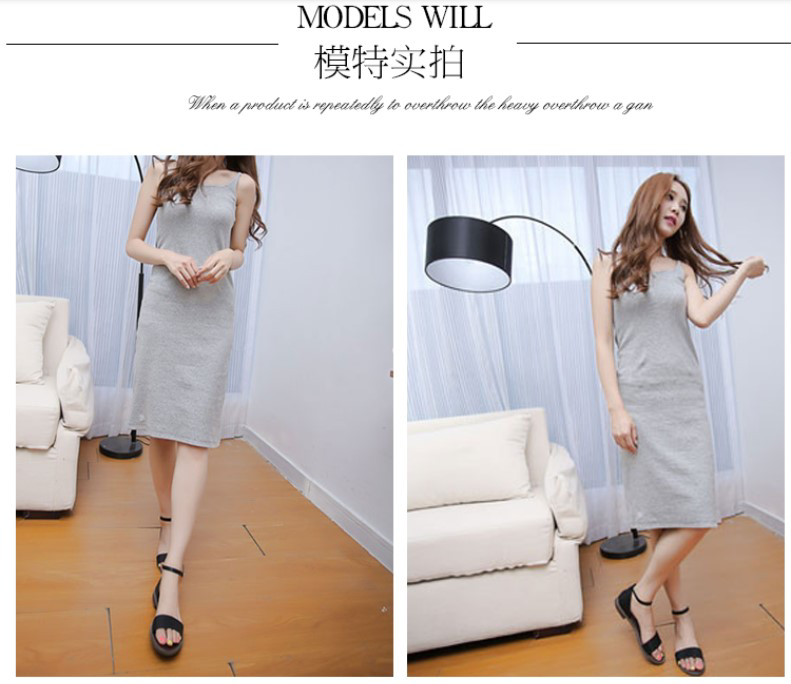 MODELS WILL
模特实拍
When a product is repeatedly to overthrow the heavy overthrow a gan